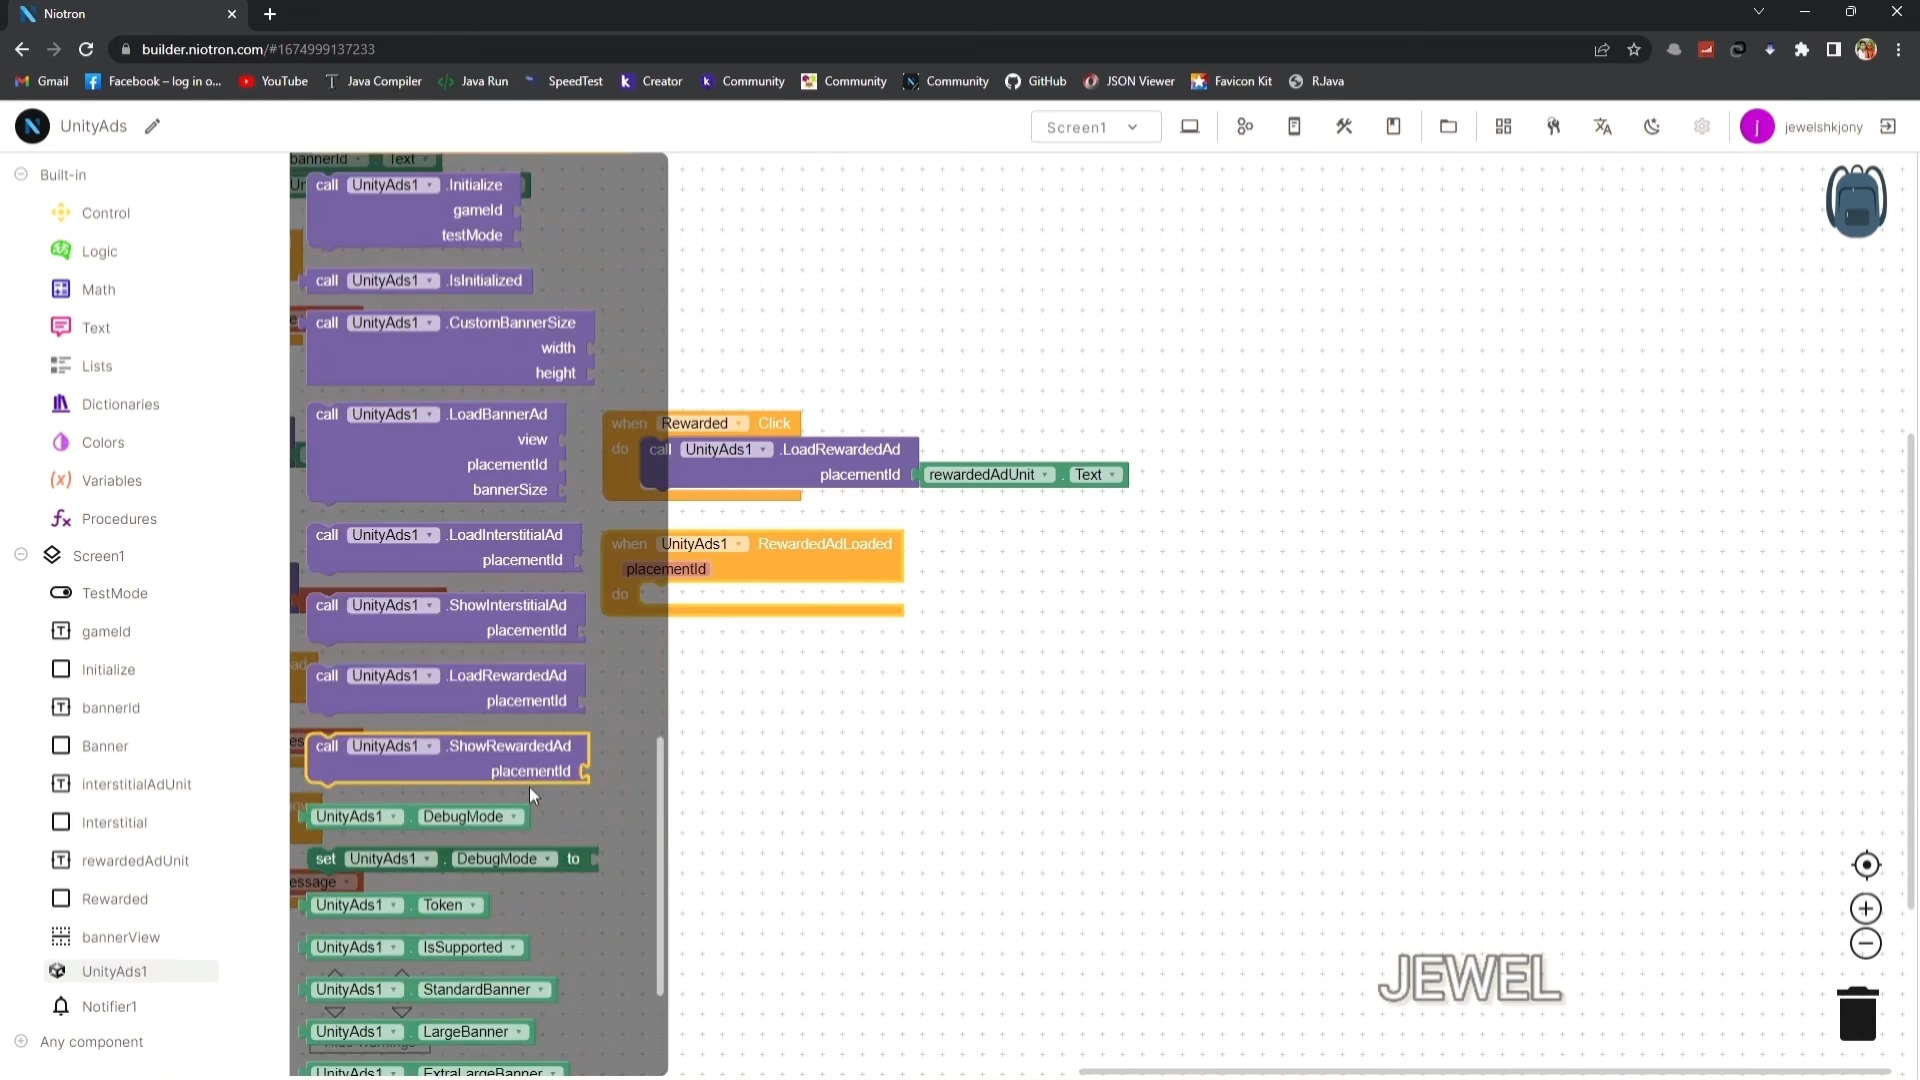 Niotron
builder.niotron.com/#1674999137233
Gmail
Facebook – log in o...
YouTube
Java Compiler
Java Run
SpeedTest
Creator
Community
Community
Community
GitHub
JSON Viewer
Favicon Kit
RJava
UnityAds
Screen1
j
jewelshkjony
Built-in
Control
Logic
Math
Text
Lists
Dictionaries
Colors
Variables
Procedures
Screen1
TestMode
gameId
Initialize
bannerId
Banner
interstitialAdUnit
Interstitial
rewardedAdUnit
Rewarded
bannerView
UnityAds1
Notifier1
Any component
bannerId Text
call UnityAds1 .Initialize
gameId
testMode
call UnityAds1 .IsInitialized
call UnityAds1 .CustomBannerSize
width
height
call UnityAds1 .LoadBannerAd
view
placementId
bannerSize
call UnityAds1 .LoadInterstitialAd
placementId
call UnityAds1 .ShowInterstitialAd
placementId
call UnityAds1 .LoadRewardedAd
placementId
call UnityAds1 .ShowRewardedAd
placementId
UnityAds1 . DebugMode
set UnityAds1 . DebugMode to
essage
UnityAds1 . Token
UnityAds1 . IsSupported
UnityAds1 . StandardBanner
UnityAds1 . LargeBanner
UnityAds1 . ExtraLargeBanner
when Rewarded .Click
do call UnityAds1 .LoadRewardedAd
placementId rewardedAdUnit . Text
when UnityAds1 .RewardedAdLoaded
placementId
do
JEWEL